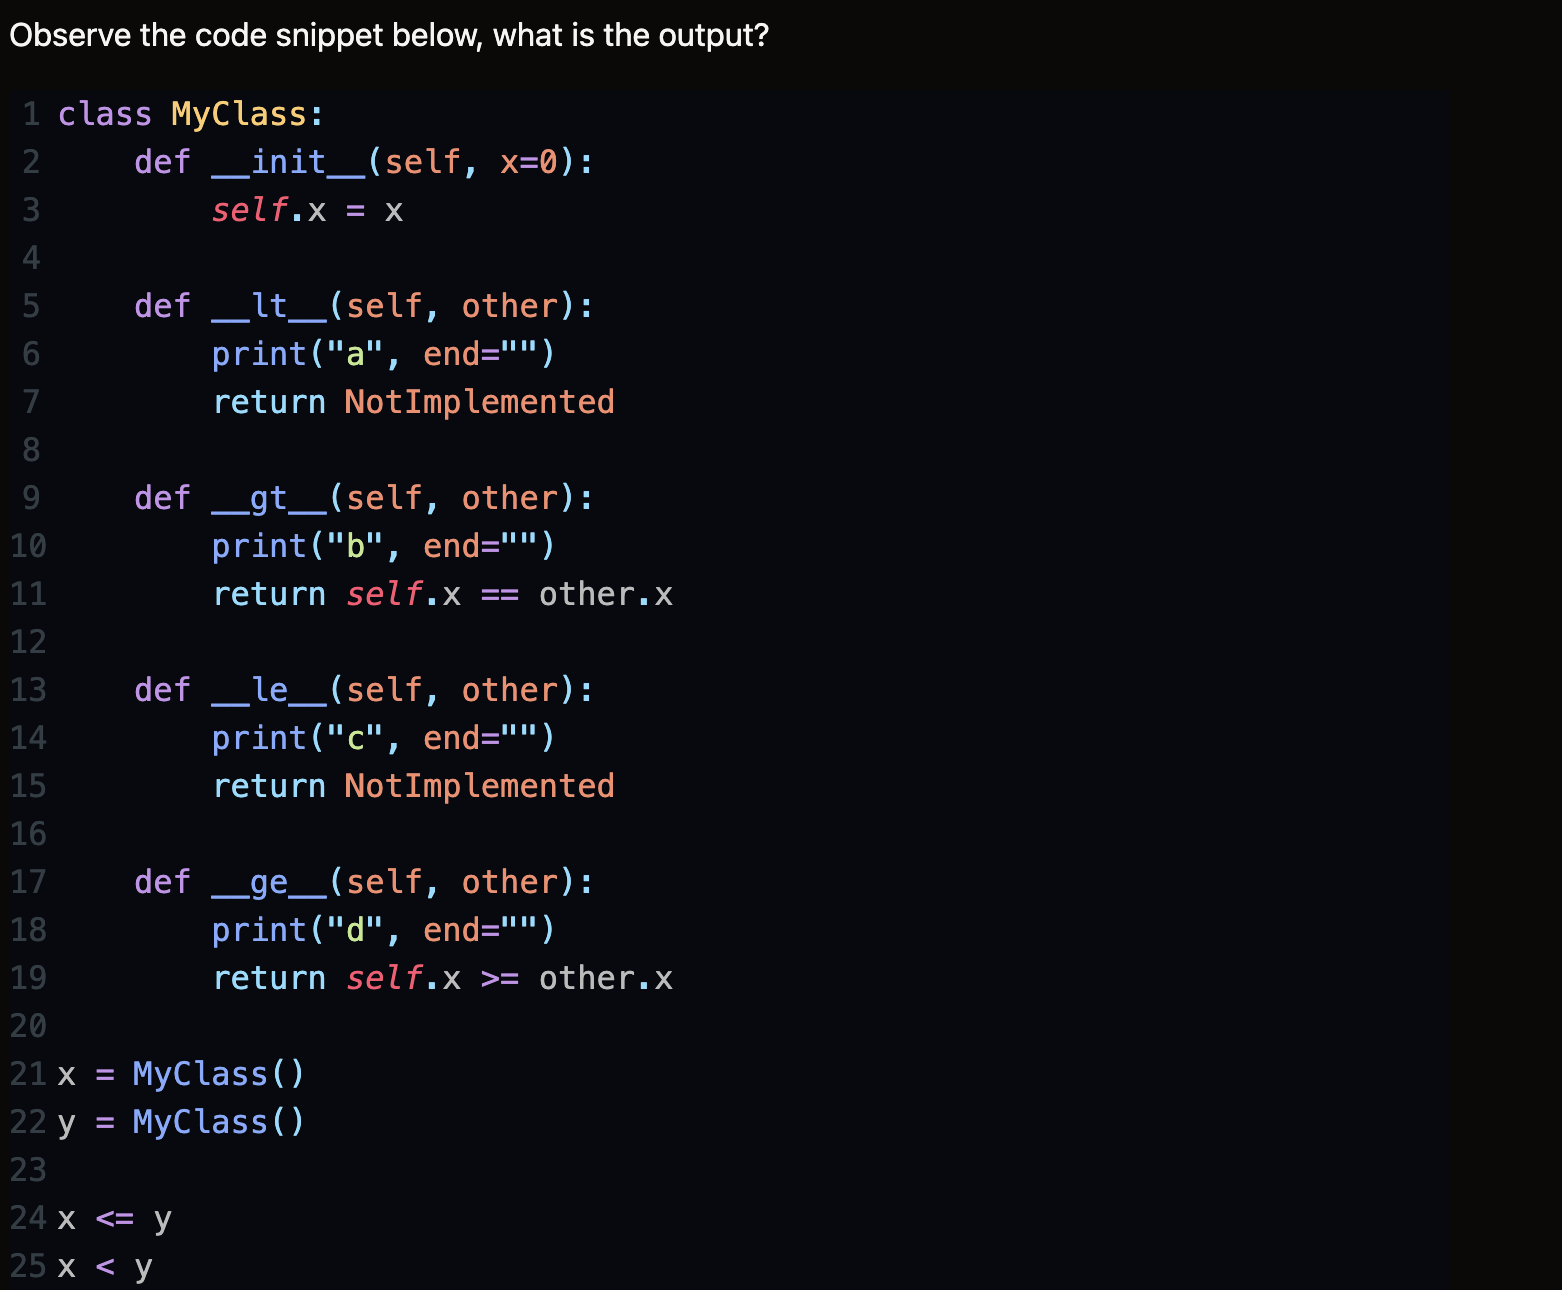 Observe the code snippet below, what is the output?
1 class MyClass:
2     def __init__(self, x=0):
3         self.x = x
4
5     def __lt__(self, other):
6         print("a", end="")
7         return NotImplemented
8
9     def __gt__(self, other):
10         print("b", end="")
11         return self.x == other.x
12
13     def __le__(self, other):
14         print("c", end="")
15         return NotImplemented
16
17     def __ge__(self, other):
18         print("d", end="")
19         return self.x >= other.x
20
21 x = MyClass()
22 y = MyClass()
23
24 x <= y
25 x < y